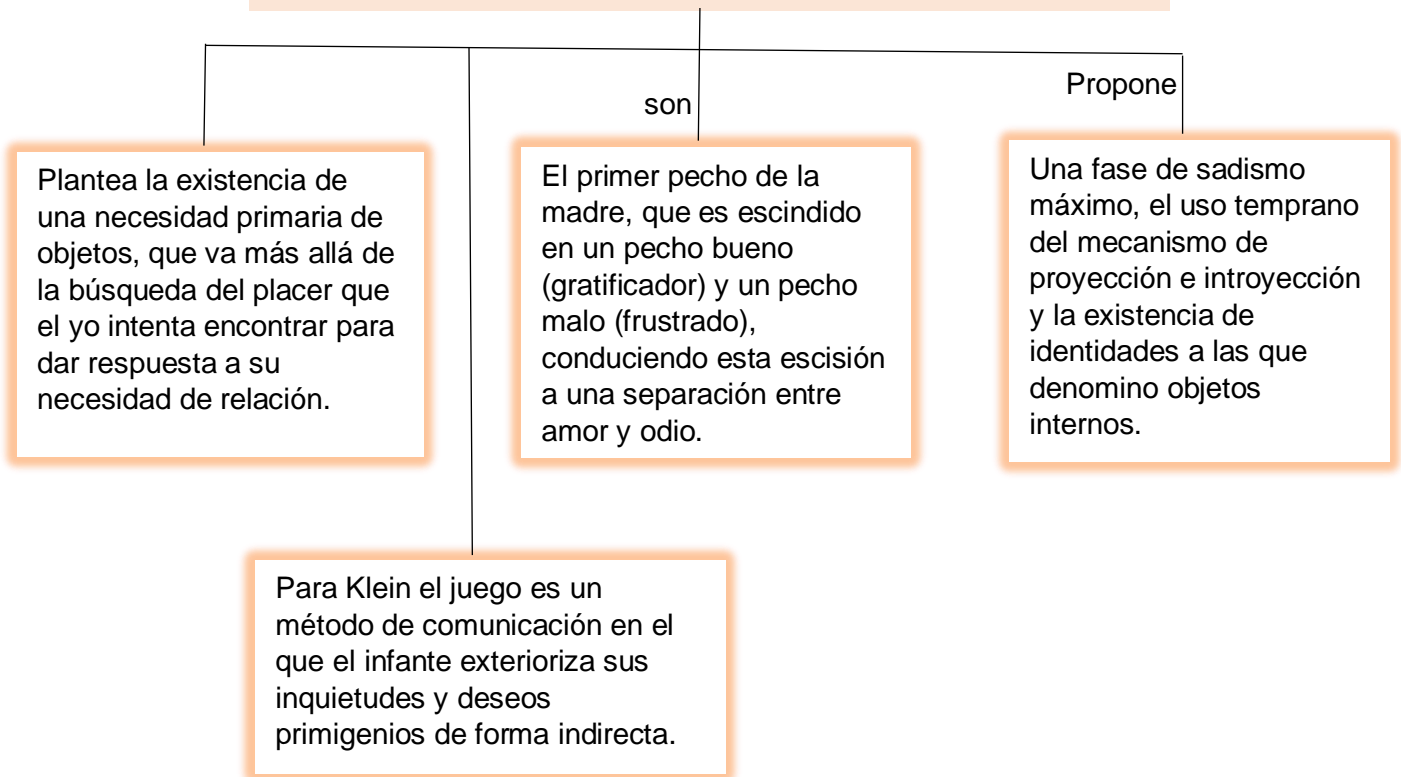 Propone
son
Plantea la existencia de
una necesidad primaria de
objetos, que va más allá de
la búsqueda del placer que
el yo intenta encontrar para
dar respuesta a su
necesidad de relación.
El primer pecho de la
madre, que es escindido
en un pecho bueno
(gratificador) y un pecho
malo (frustrado),
conduciendo esta escisión
a una separación entre
amor y odio.
Una fase de sadismo
máximo, el uso temprano
del mecanismo de
proyección e introyección
y la existencia de
identidades a las que
denomino objetos
internos.
Para Klein el juego es un
método de comunicación en el
que el infante exterioriza sus
inquietudes y deseos
primigenios de forma indirecta.